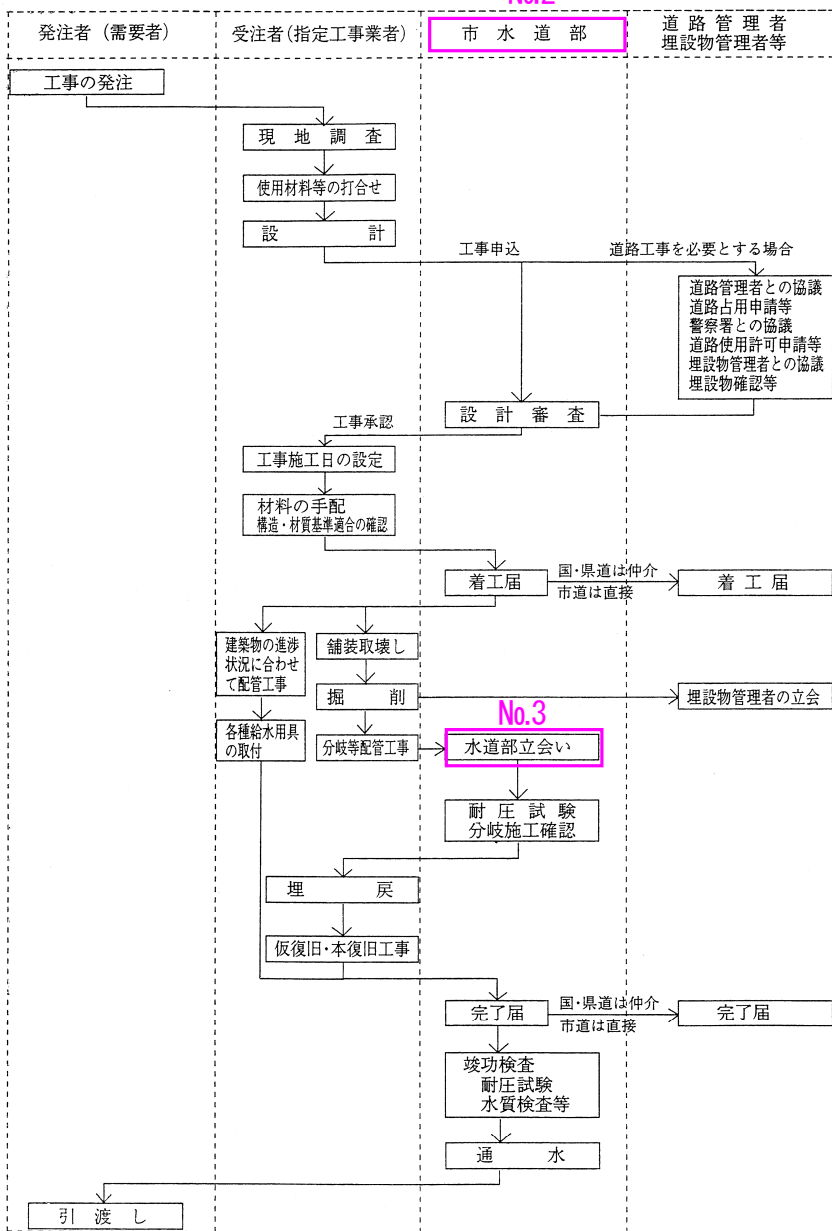 No.2
発注者（需要者）
受注者（指定工事業者）
市水道部
道路管理者
埋設物管理者等
工事の発注
現地調査
使用材料等の打合せ
設計
工事申込
道路工事を必要とする場合
道路管理者との協議
道路占用申請等
警察署との協議
道路使用許可申請等
埋設物管理者との協議
埋設物確認等
設計審査
工事承認
工事施工日の設定
材料の手配
構造・材質基準適合の確認
着工届
国・県道は仲介
市道は直接
着工届
建築物の進渉
状況に合わせ
て配管工事
舗装取壊し
掘削
埋設物管理者の立会
No.3
各種給水用具
の取付
分岐等配管工事
水道部立会い
耐圧試験
分岐施工確認
埋戻
仮復旧・本復旧工事
完了届
国・県道は仲介
市道は直接
完了届
竣功検査
耐圧試験
水質検査等
通水
引渡し